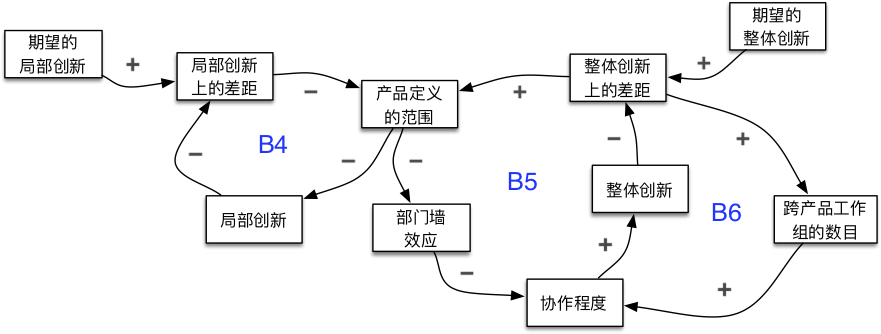 期望的
局部创新
+
局部创新
上的差距
−
产品定义
的范围
+
整体创新
上的差距
+
期望的
整体创新
−
B4
−
−
局部创新
部门墙
效应
B5
−
整体创新
+
B6
跨产品工作
组的数目
−
+
协作程度
+